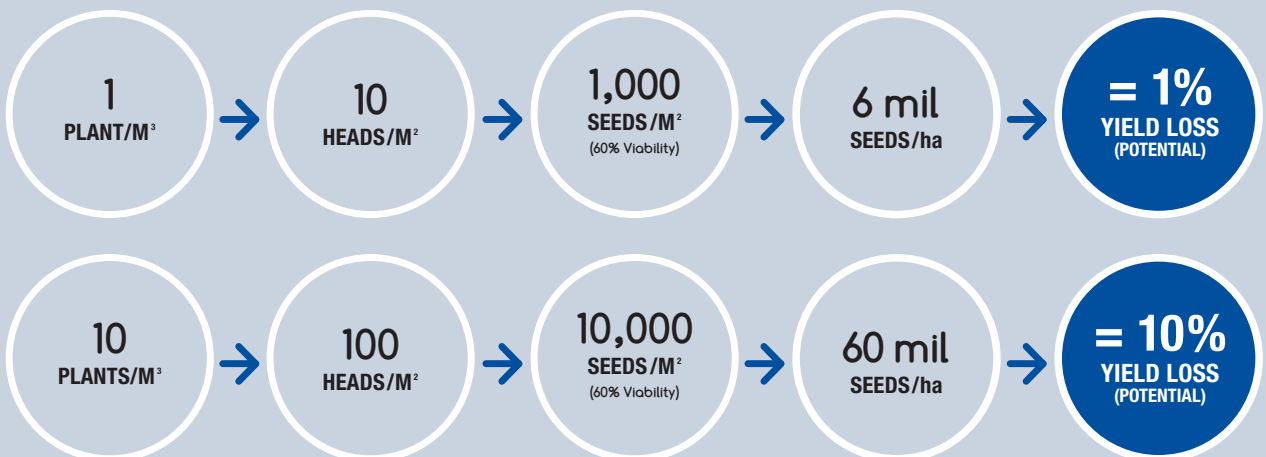 1
PLANT/M³
10
HEADS/M²
1,000
SEEDS/M²
(60% Viability)
6 mil
SEEDS/ha
= 1%
YIELD LOSS
(POTENTIAL)
10
PLANTS/M³
100
HEADS/M²
10,000
SEEDS/M²
(60% Viability)
60 mil
SEEDS/ha
= 10%
YIELD LOSS
(POTENTIAL)